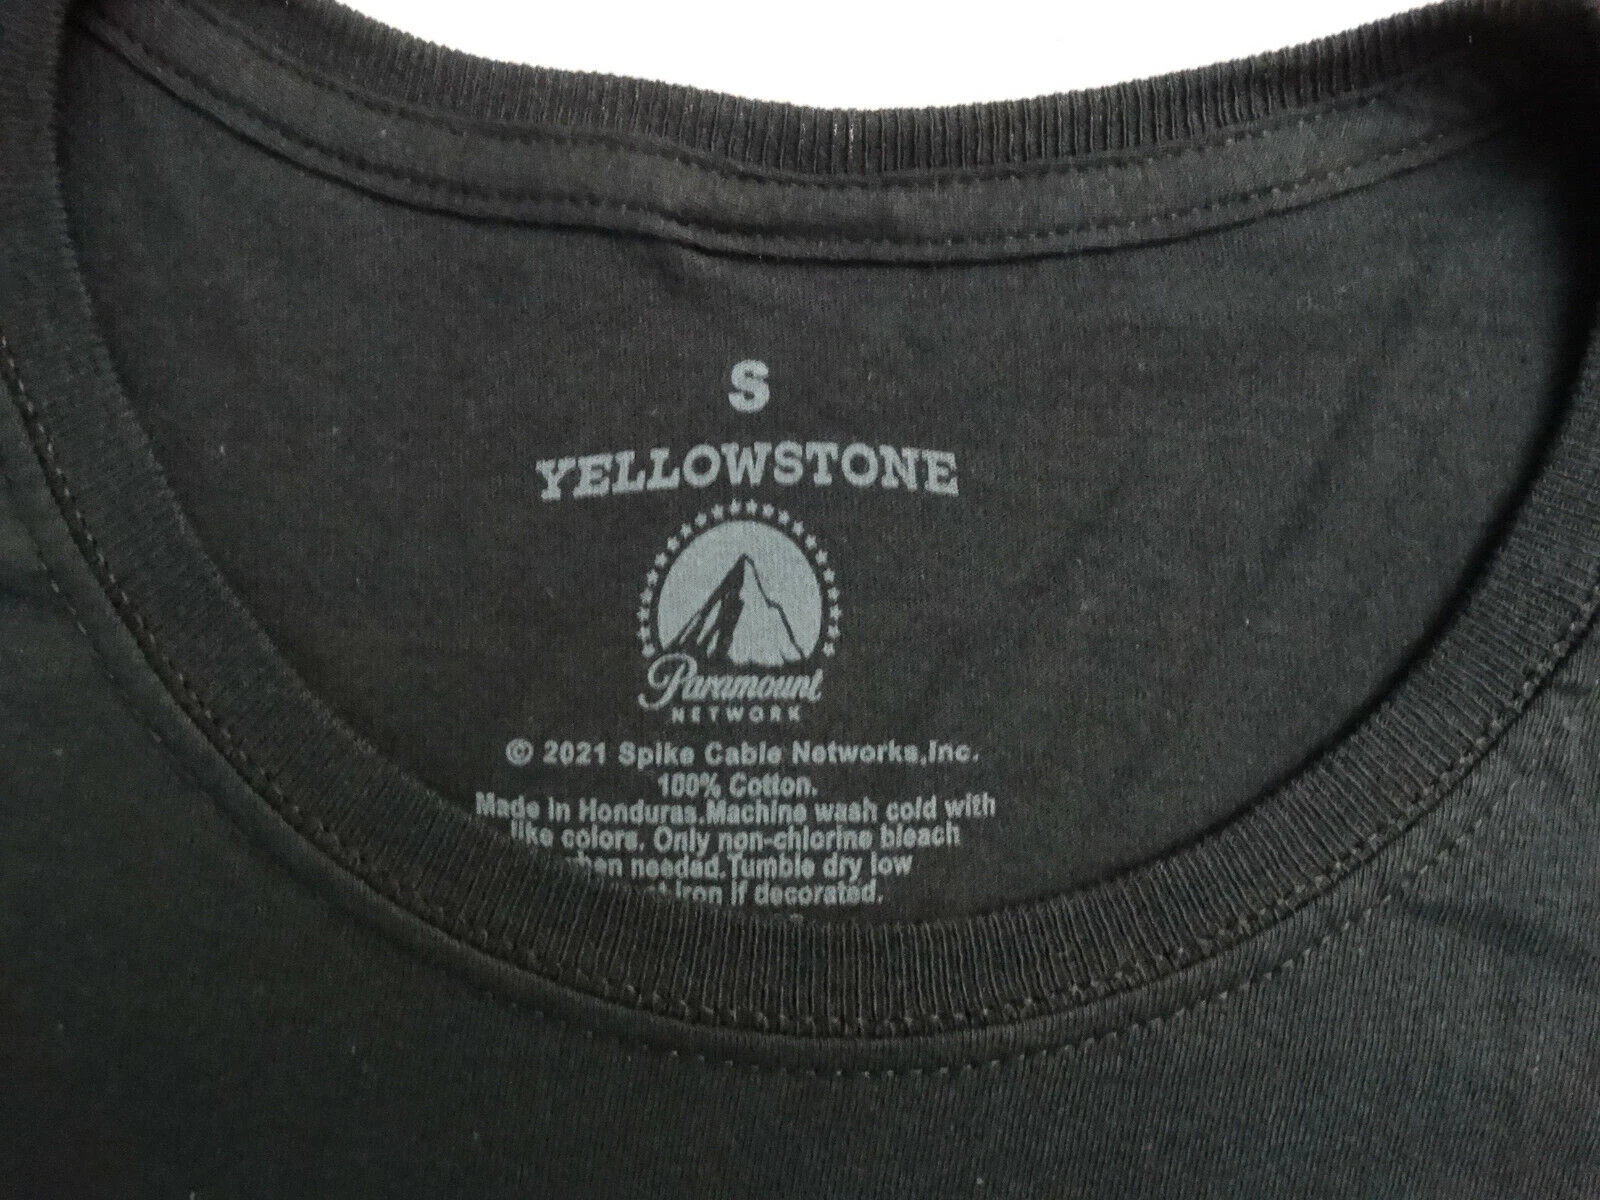 S
YELLOWSTONE
Paramount
NETWORK
© 2021 Spike Cable Networks,Inc.
100% Cotton.
Made in Honduras.Machine wash cold with
like colors. Only non-chlorine bleach
needed.Tumble dry low
iron if decorated.